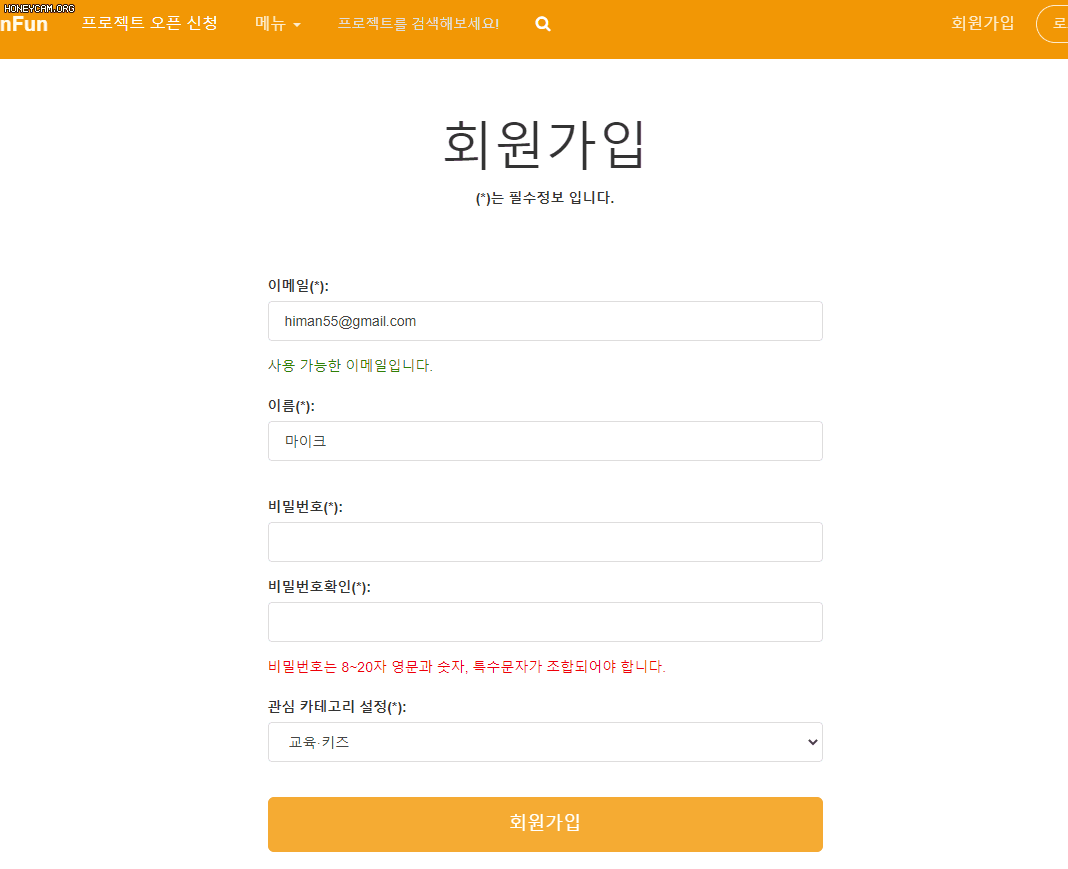 HONEYCAM.ORG
nFun 프로젝트 오픈 신청 메뉴 프로젝트를 검색해보세요! 회원가입 로
회원가입
(*)는 필수정보 입니다.
이메일(*):
himan55@gmail.com
사용 가능한 이메일입니다.
이름(*):
마이크
비밀번호(*):
비밀번호확인(*):
비밀번호는 8~20자 영문과 숫자, 특수문자가 조합되어야 합니다.
관심 카테고리 설정(*):
교육·키즈
회원가입